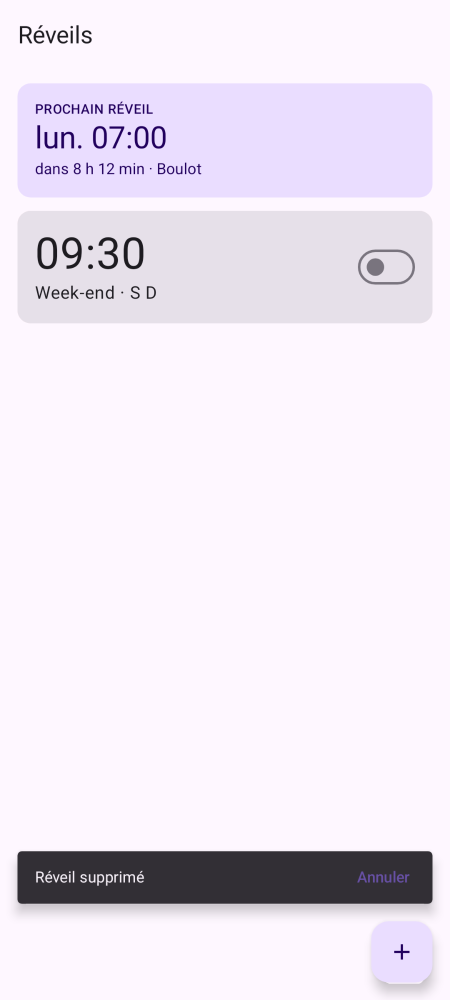 Réveils
PROCHAIN RÉVEIL
lun. 07:00
dans 8 h 12 min · Boulot
09:30
Week-end · S D
Réveil supprimé
Annuler
+